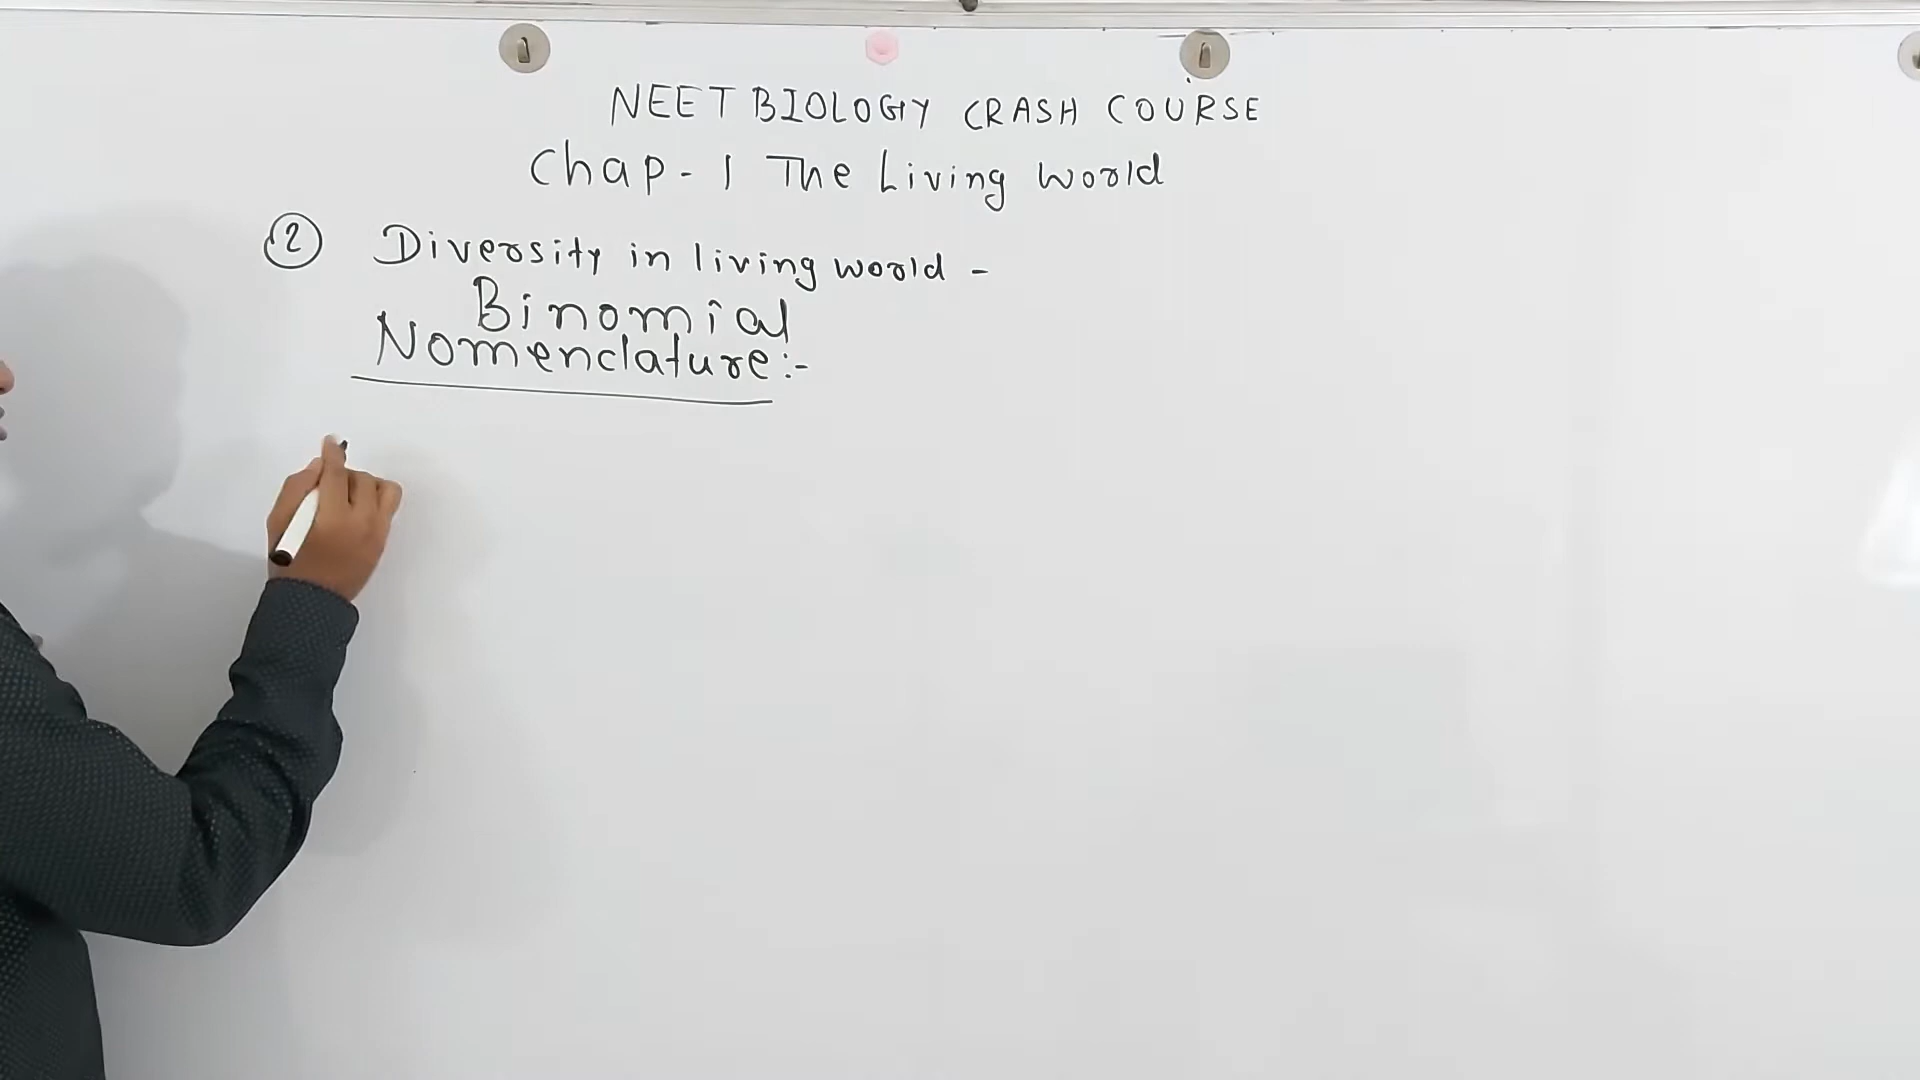 NEET BIOLOGY CRASH COURSE
Chap-1 The Living World
② Diversity in living world -
Binomial
Nomenclature:-